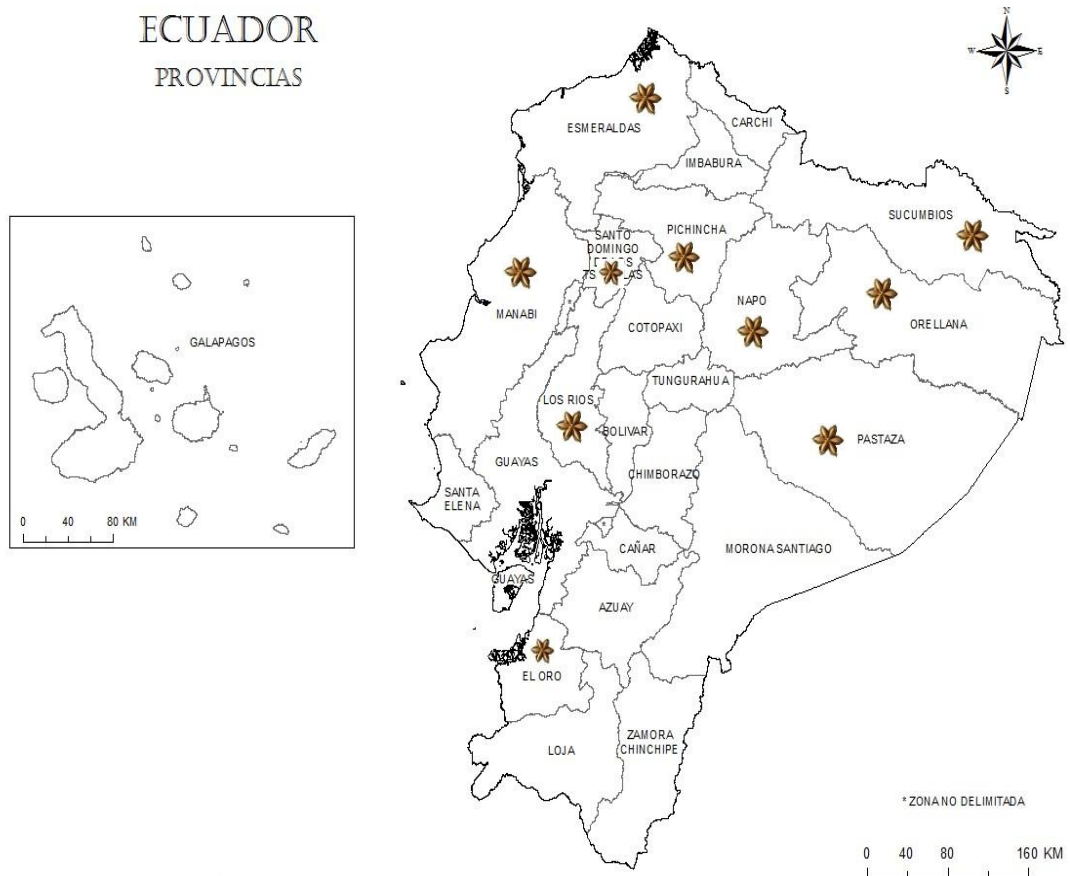 ECUADOR
PROVINCIAS
N
W
E
S
ESMERALDAS
CARCHI
IMBABURA
SUCUMBIOS
PICHINCHA
SANTO
DOMINGO
MANABI
NAPO
ORELLANA
COTOPAXI
GALAPAGOS
TUNGURAHUA
LOS RIOS
BOLIVAR
PASTAZA
GUAYAS
CHIMBORAZO
SANTA
ELENA
0 40 80 KM
CAÑAR
MORONA SANTIAGO
GUAYAS
AZUAY
EL ORO
LOJA
ZAMORA
CHINCHIPE
* ZONA NO DELIMITADA
0 40 80 160 KM